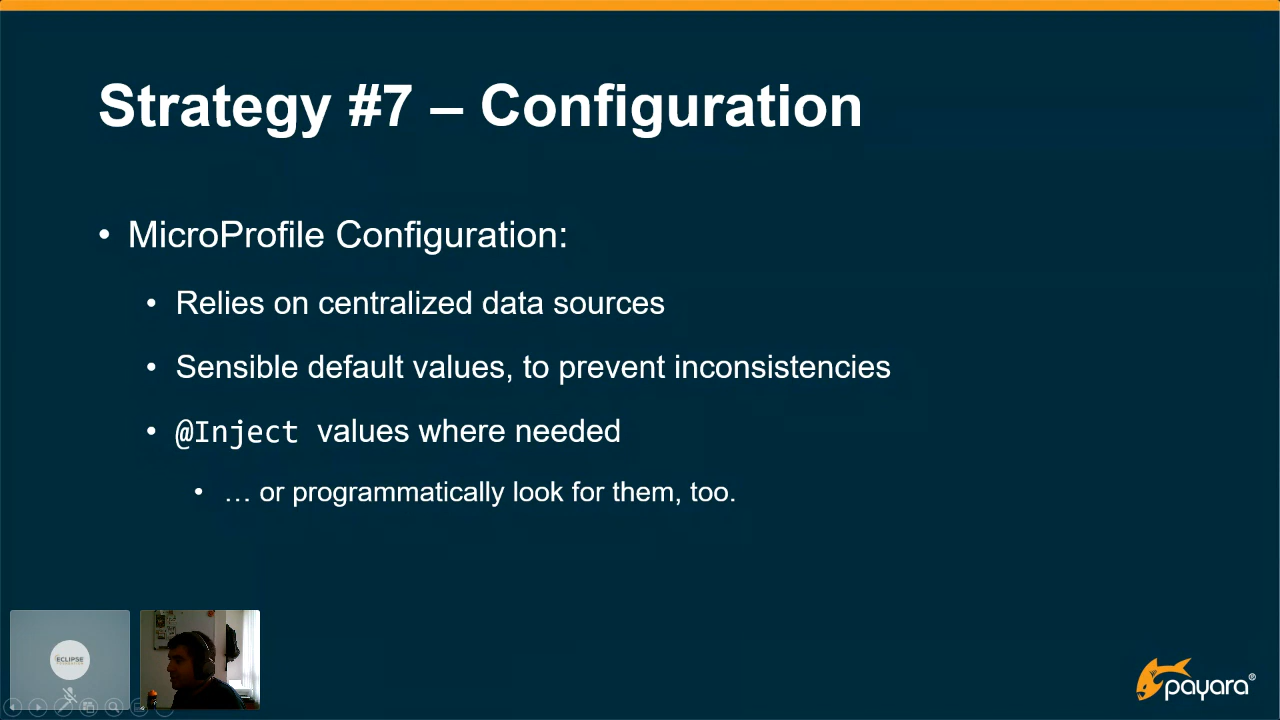 Strategy #7 – Configuration
• MicroProfile Configuration:
• Relies on centralized data sources
• Sensible default values, to prevent inconsistencies
• @Inject values where needed
• … or programmatically look for them, too.
ECLIPSE
payara®